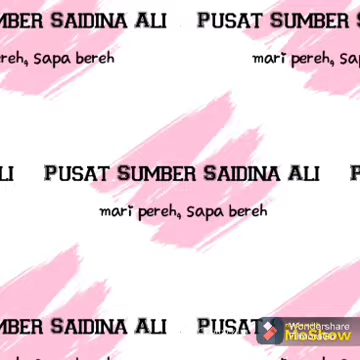 MBER SAIDINA ALI PUSAT SUMBER S
ereh, sapa bereh mari pereh, sa
LI PUSAT SUMBER SAIDINA ALI P
mari pereh, sapa bereh
MBER SAIDINA ALI PUSAT
Wondershare
MoShow